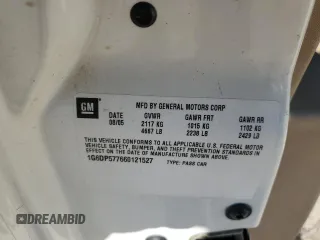 GM
MFD BY GENERAL MOTORS CORP
DATE GVWR GAWR FRT GAWR RR
08/05 2117 KG 1015 KG 1102 KG
4667 LB 2238 LB 2429 LB
THIS VEHICLE CONFORMS TO ALL APPLICABLE U.S. FEDERAL MOTOR
VEHICLE SAFETY, BUMPER, AND THEFT PREVENTION STANDARDS IN
EFFECT ON THE DATE OF MANUFACTURE SHOWN ABOVE.
1G6DP577660121527 TYPE: PASS CAR
DREAMBID